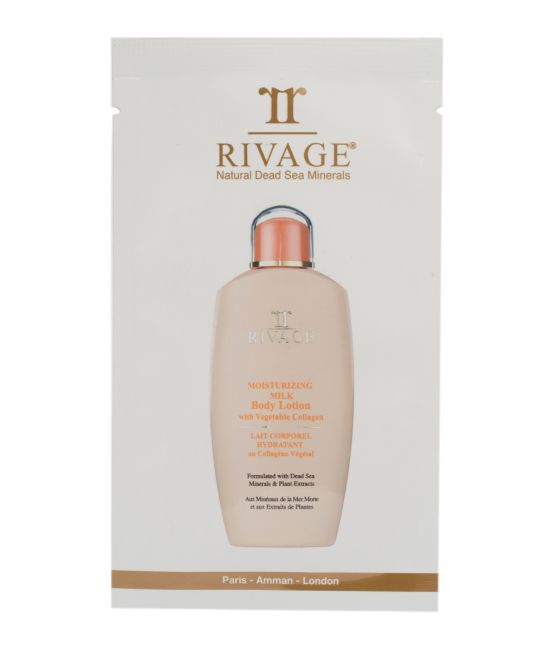 RIVAGE®
Natural Dead Sea Minerals
RIVAGE
MOISTURIZING
MILK
Body Lotion
with Vegetable Collagen
LAIT CORPOREL
HYDRATANT
au Collagène Végétal
Formulated with Dead Sea
Minerals & Plant Extracts
Aux Minéraux de la Mer Morte
et aux Extraits de Plantes
Paris - Amman - London